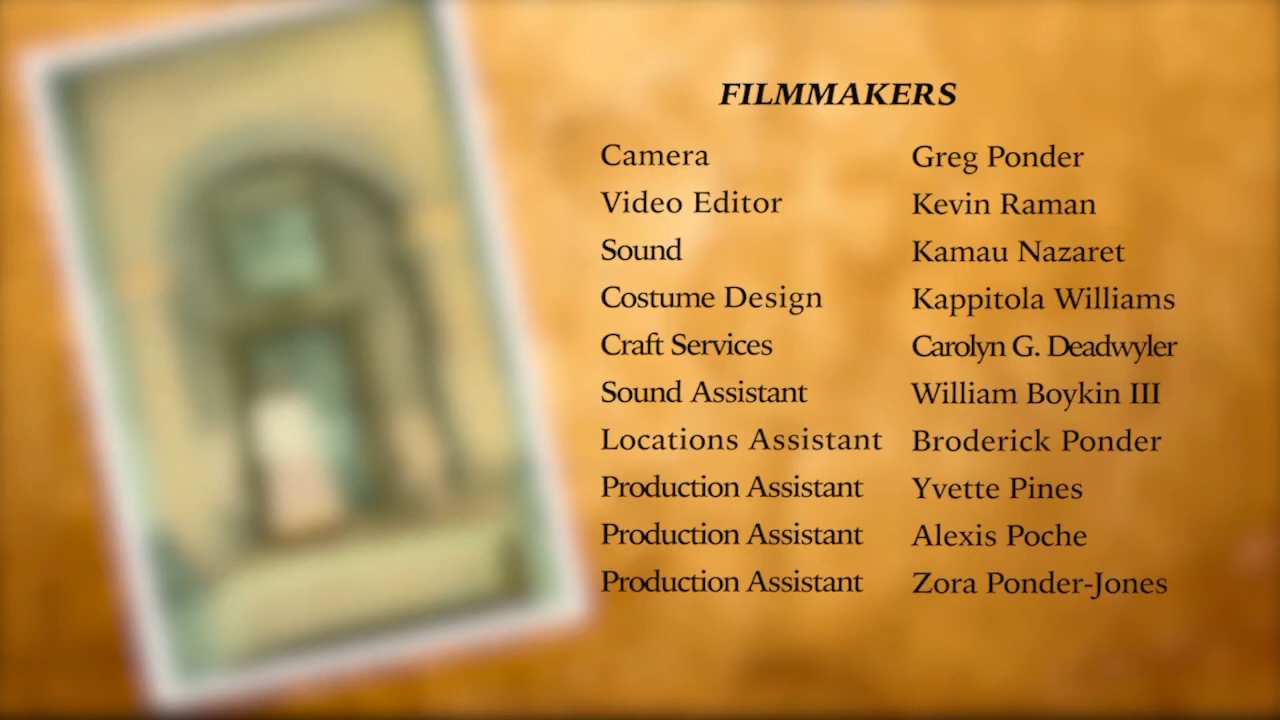 FILMMAKERS
Camera Greg Ponder
Video Editor Kevin Raman
Sound Kamau Nazaret
Costume Design Kappitola Williams
Craft Services Carolyn G. Deadwyler
Sound Assistant William Boykin III
Locations Assistant Broderick Ponder
Production Assistant Yvette Pines
Production Assistant Alexis Poche
Production Assistant Zora Ponder-Jones